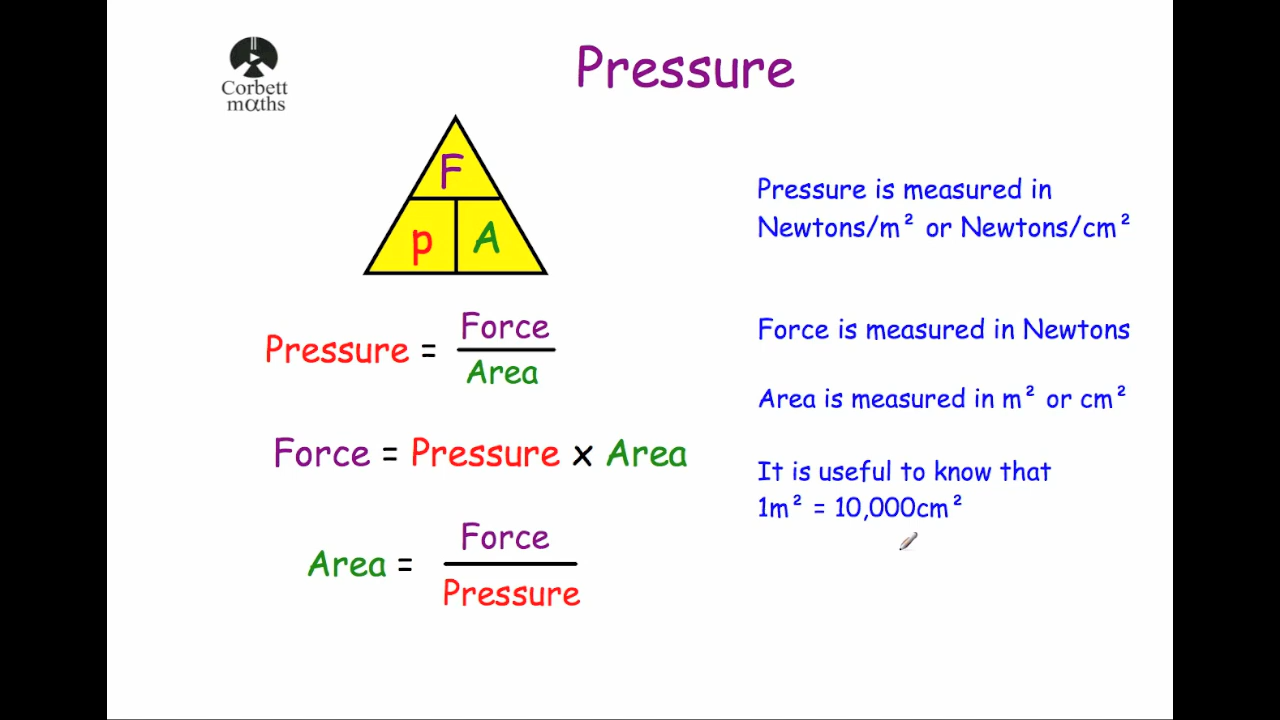 Corbett
mαths
Pressure
F
p
A
Pressure = Force
Area
Force = Pressure x Area
Area = Force
Pressure
Pressure is measured in
Newtons/m² or Newtons/cm²
Force is measured in Newtons
Area is measured in m² or cm²
It is useful to know that
1m² = 10,000cm²